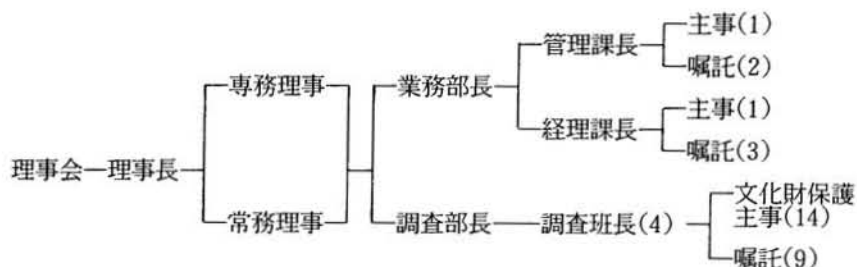 主事(1)
管理課長
嘱託(2)
専務理事
業務部長
主事(1)
経理課長
嘱託(3)
理事会
理事長
文化財保護
主事(14)
常務理事
調査部長
調査班長(4)
嘱託(9)